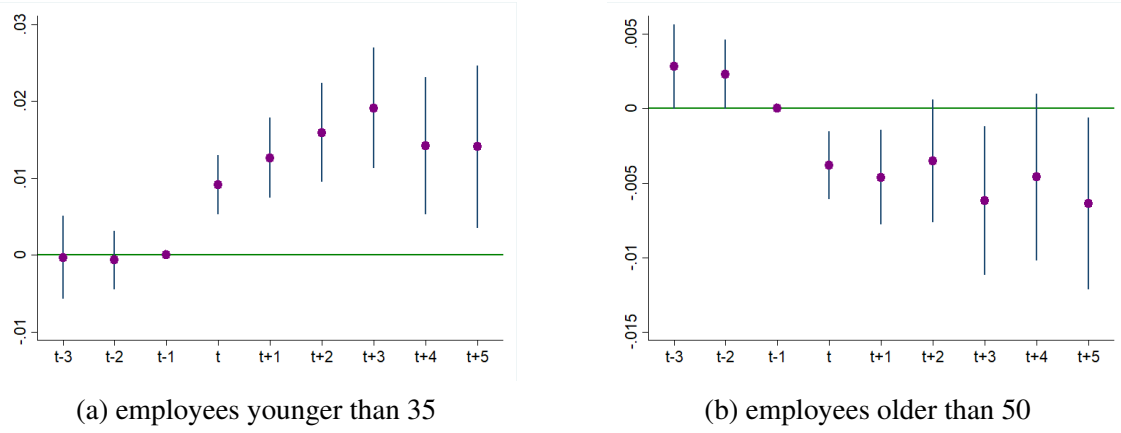 .03
.02
.01
0
-.01
t-3 t-2 t-1 t t+1 t+2 t+3 t+4 t+5
(a) employees younger than 35
.005
0
-.005
-.01
-.015
t-3 t-2 t-1 t t+1 t+2 t+3 t+4 t+5
(b) employees older than 50